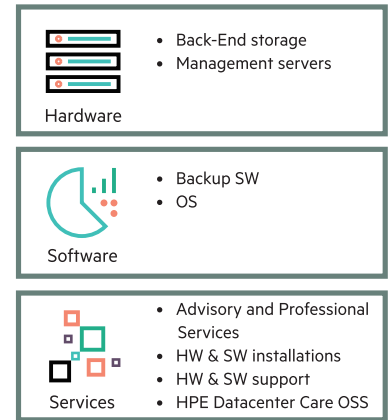 • Back-End storage
• Management servers
Hardware
• Backup SW
• OS
Software
• Advisory and Professional
Services
• HW & SW installations
• HW & SW support
• HPE Datacenter Care OSS
Services